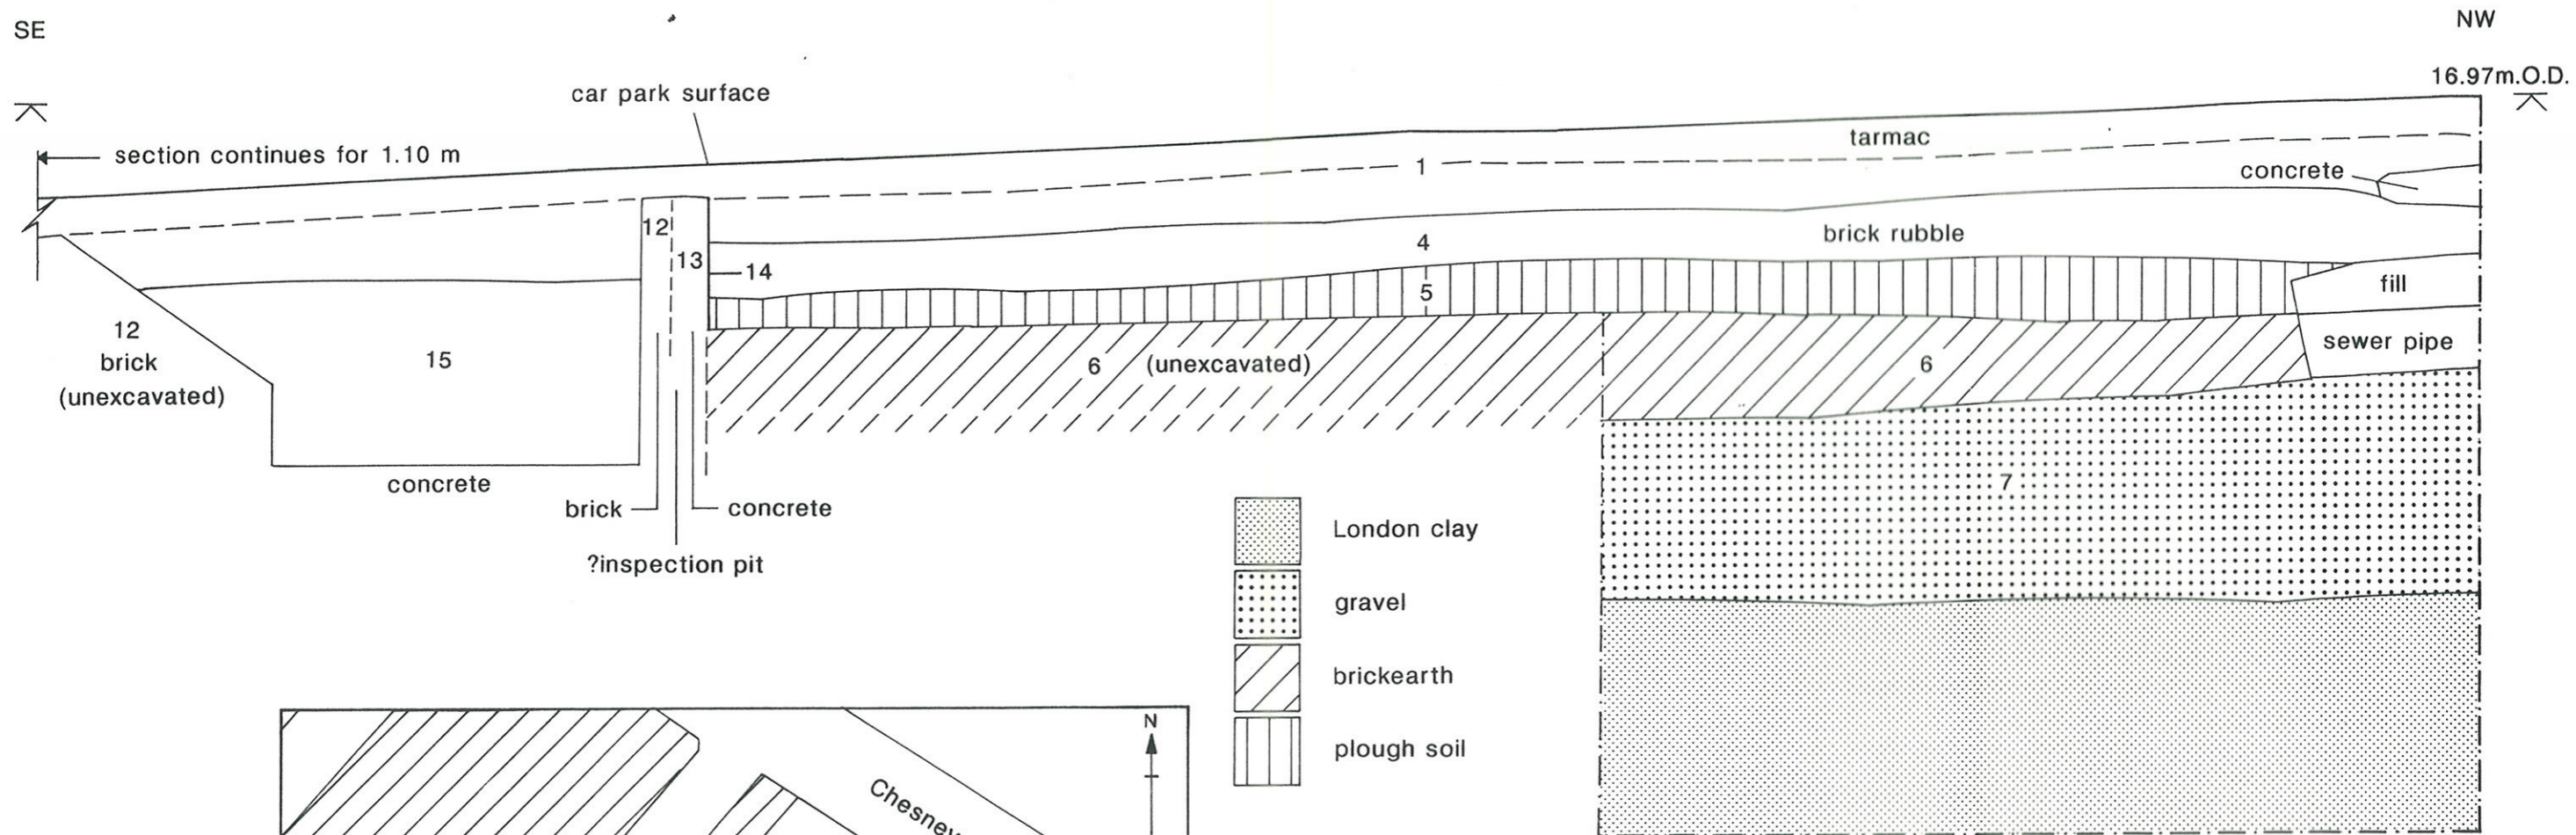 SE
NW
16.97m.O.D.
car park surface
section continues for 1.10 m
tarmac
1
concrete
12
13
14
4
brick rubble
5
fill
12
brick
(unexcavated)
15
6 (unexcavated)
6
sewer pipe
concrete
brick
concrete
?inspection pit
7
London clay
gravel
brickearth
plough soil
N
Chesney